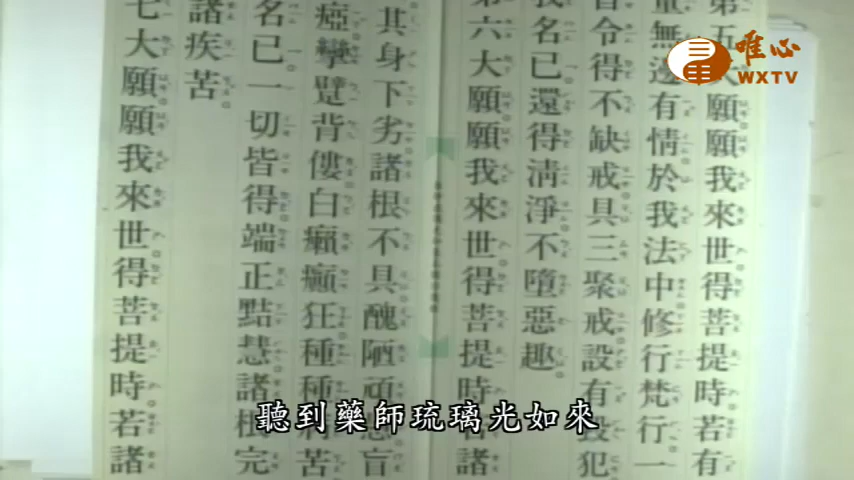 唯心
WXTV
第五大願願我來世得菩提時若有
量無邊有情於我法中修行梵行一
皆令得不缺戒具三聚戒設有毀犯
我名已還得清淨不墮惡趣
第六大願願我來世得菩提時若諸
其身下劣諸根不具醜陋頑愚盲
瘂攣躄背僂白癩癲狂種種病苦
名已一切皆得端正黠慧諸根完
諸疾苦
七大願願我來世得菩提時若諸
聽到藥師琉璃光如來